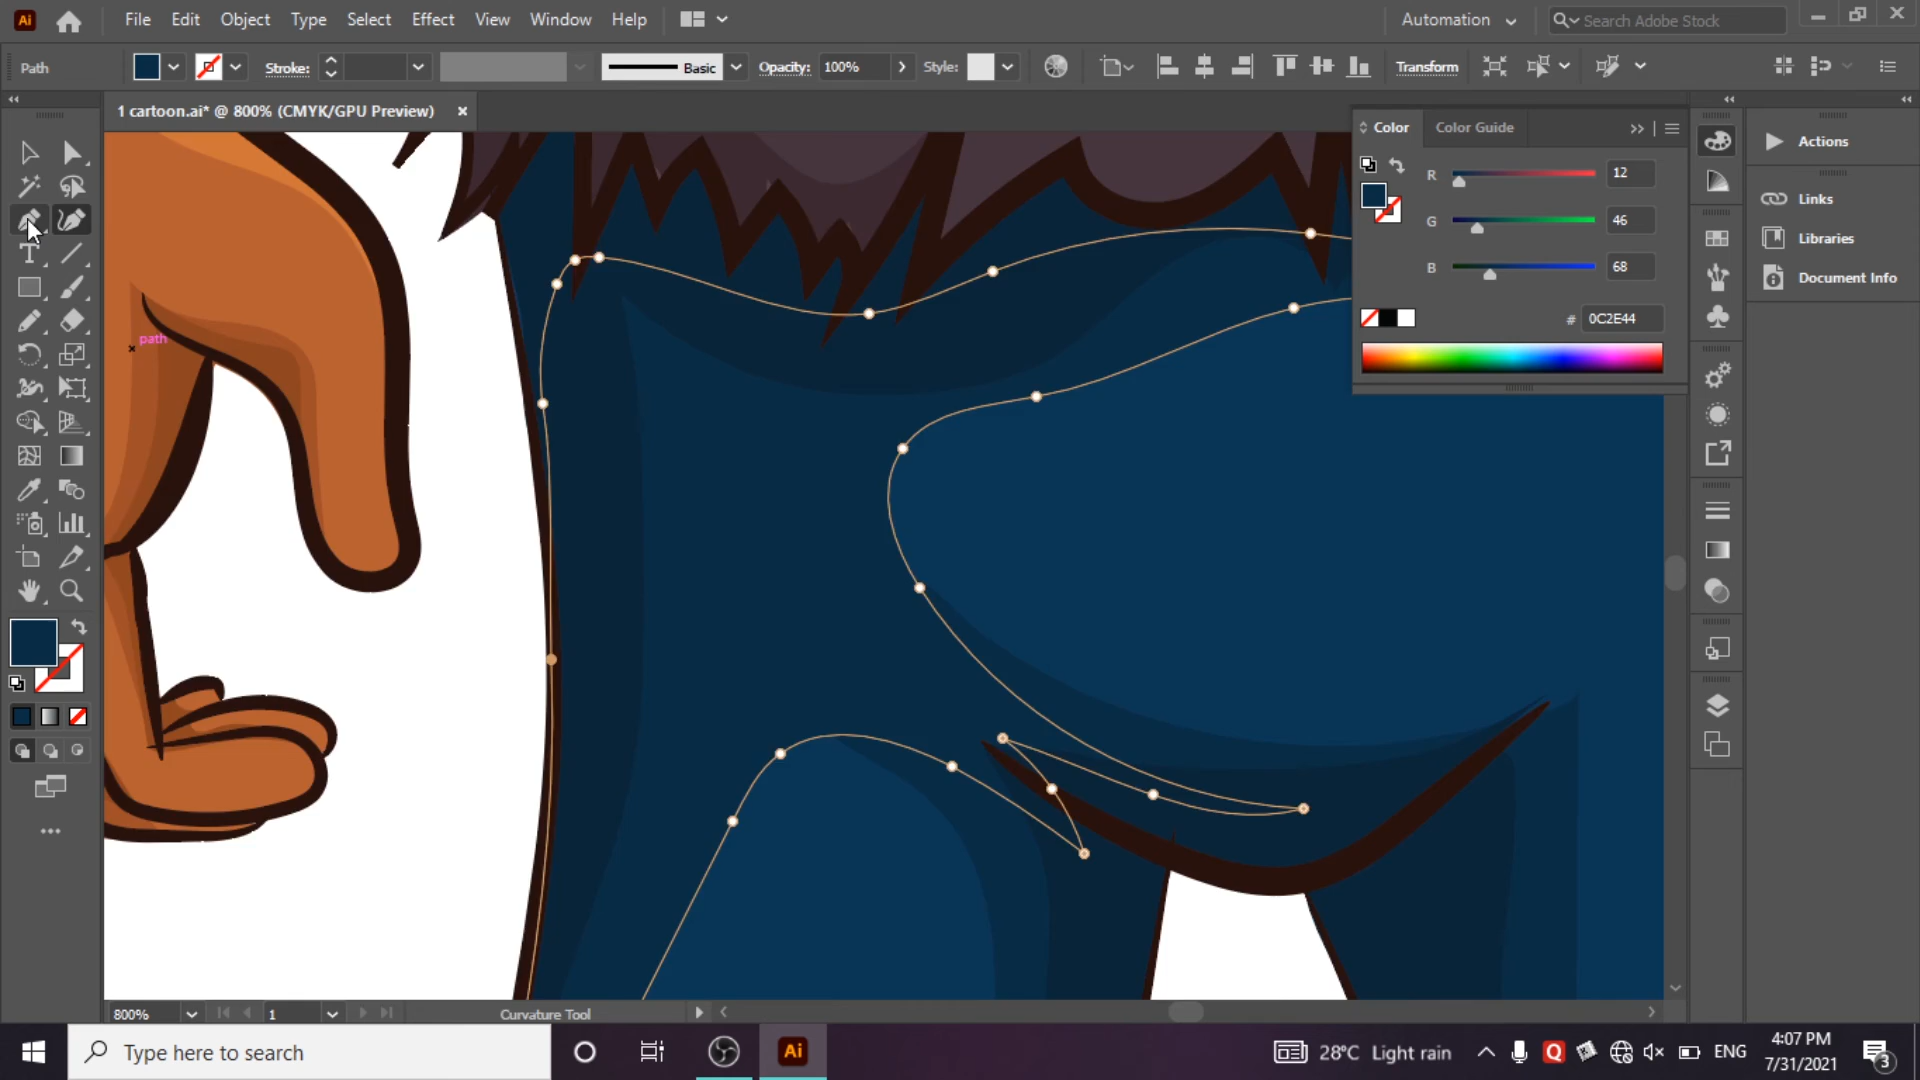 Ai File Edit Object Type Select Effect View Window Help Automation Search Adobe Stock
Path Stroke: Basic Opacity: 100% Style: Transform
1 cartoon.ai* @ 800% (CMYK/GPU Preview)
Color Color Guide
R 12
G 46
B 68
# 0C2E44
Actions
Links
Libraries
Document Info
path
T
800% 1 Curvature Tool
Type here to search
Ai
28°C Light rain
Q
ENG
4:07 PM
7/31/2021
3